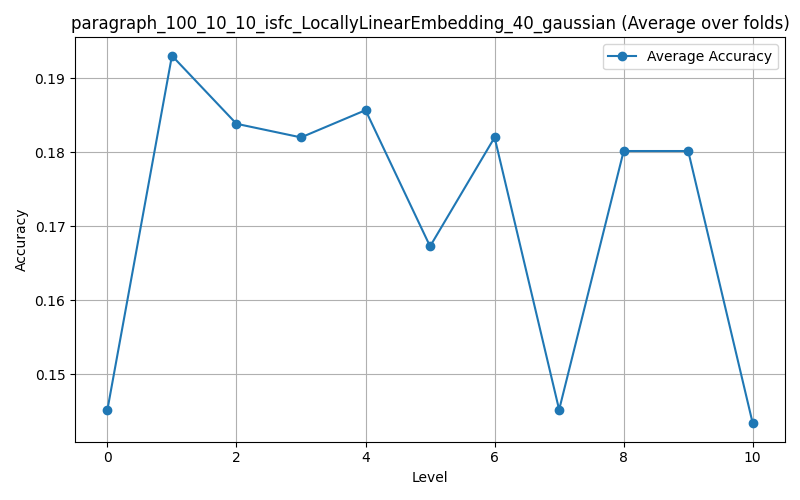 paragraph_100_10_10_isfc_LocallyLinearEmbedding_40_gaussian (Average over folds)
Average Accuracy
Accuracy
0.19
0.18
0.17
0.16
0.15
0 2 4 6 8 10
Level